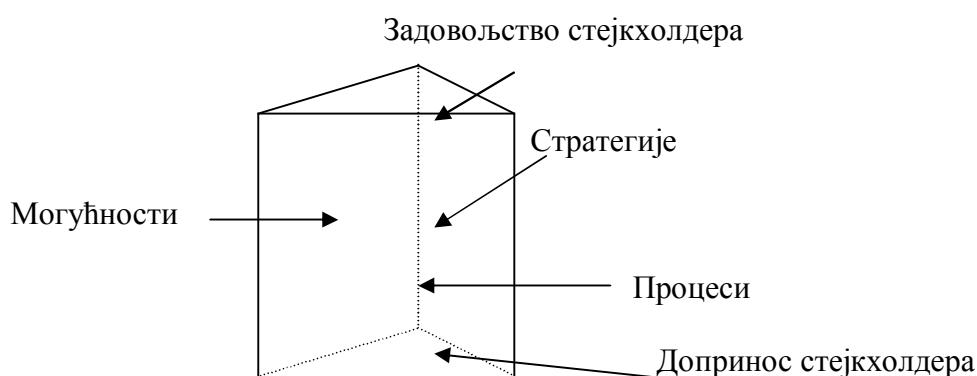 Задовољство стејкхолдера
Стратегије
Могућности
Процеси
Допринос стејкхолдера